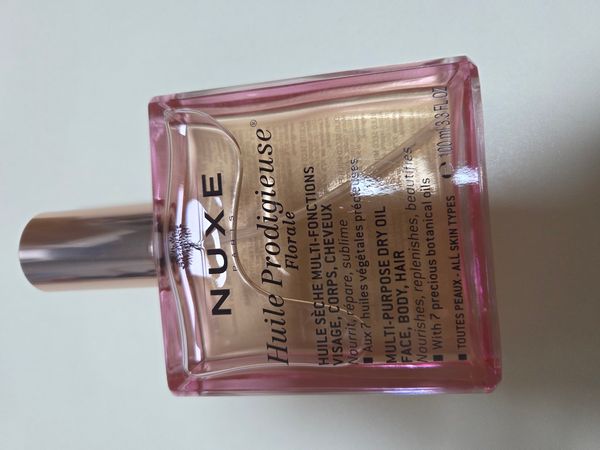 NUXE
PARIS
Huile Prodigieuse®
Florale
HUILE SÈCHE MULTI-FONCTIONS
VISAGE, CORPS, CHEVEUX
Nourrit, répare, sublime
■ Aux 7 huiles végétales précieuses
MULTI-PURPOSE DRY OIL
FACE, BODY, HAIR
Nourishes, replenishes, beautifies
■ With 7 precious botanical oils
■ TOUTES PEAUX - ALL SKIN TYPES
℮ 100 ml 3.3 FL.OZ